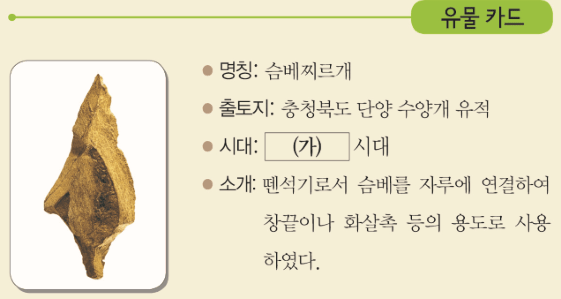 유물 카드
명칭: 슴베찌르개
출토지: 충청북도 단양 수양개 유적
시대: (가) 시대
소개: 뗀석기로서 슴베를 자루에 연결하여
창끝이나 화살촉 등의 용도로 사용
하였다.